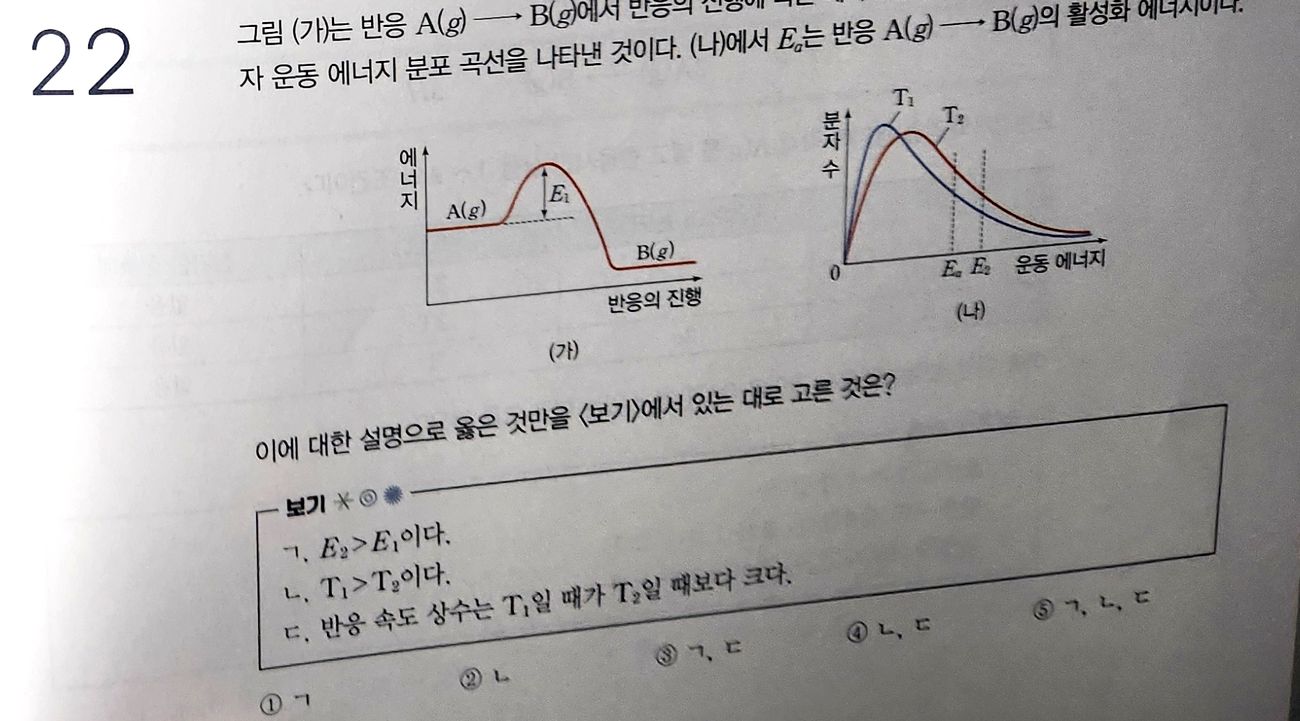 22
그림 (가)는 반응 A(g) ⟶ B(g)에서 반응의 진행에
자 운동 에너지 분포 곡선을 나타낸 것이다. (나)에서 Eₐ는 반응 A(g) ⟶ B(g)의 활성화 에너지이다.
에너지
A(g)
E₁
B(g)
반응의 진행
(가)
분자수
T₁
T₂
0
Eₐ
E₂
운동 에너지
(나)
이에 대한 설명으로 옳은 것만을 〈보기〉에서 있는 대로 고른 것은?
보기
ㄱ. E₂>E₁이다.
ㄴ. T₁>T₂이다.
ㄷ. 반응 속도 상수는 T₁일 때가 T₂일 때보다 크다.
① ㄱ ② ㄴ ③ ㄱ, ㄷ ④ ㄴ, ㄷ ⑤ ㄱ, ㄴ, ㄷ